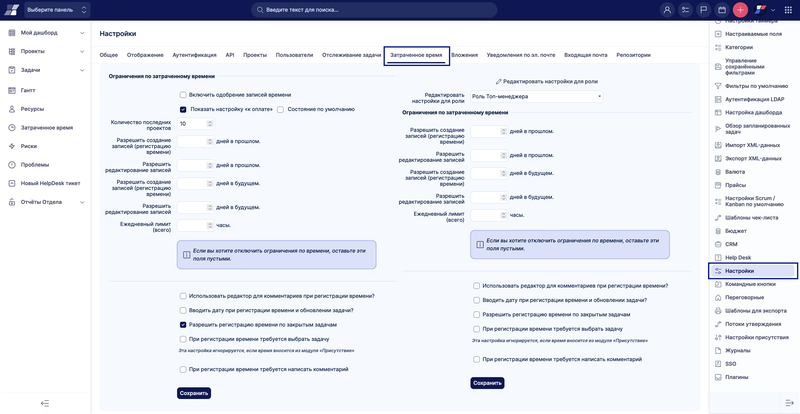 Выберите панель
Введите текст для поиска...
Мой дашборд
Проекты
Задачи
Гантт
Ресурсы
Затраченное время
Риски
Проблемы
Новый HelpDesk тикет
Отчёты Отдела
Настройки
Общее
Отображение
Аутентификация
API
Проекты
Пользователи
Отслеживание задач
Затраченное время
Вложения
Уведомления по эл. почте
Входящая почта
Репозитории
Ограничения по затраченному времени
Включить одобрение записей времени
Показать настройку «к оплате»
Состояние по умолчанию
Количество последних
проектов
10
Разрешить создание
записей (регистрацию
времени)
дней в прошлом.
Разрешить
редактирование записей
дней в прошлом.
Разрешить создание
записей (регистрацию
времени)
дней в будущем.
Разрешить
редактирование записей
дней в будущем.
Ежедневный лимит
(всего)
часы.
Если вы хотите отключить ограничения по времени, оставьте эти
поля пустыми.
Использовать редактор для комментариев при регистрации времени?
Вводить дату при регистрации времени и обновлении задачи?
Разрешить регистрацию времени по закрытым задачам
При регистрации времени требуется выбрать задачу
Эта настройка игнорируется, если время вносится из модуля «Присутствие»
При регистрации времени требуется написать комментарий
Сохранить
Редактировать настройки для роли
Редактировать
настройки для роли
Роль Топ-менеджера
Ограничения по затраченному времени
Разрешить создание
записей (регистрацию
времени)
дней в прошлом.
Разрешить
редактирование записей
дней в прошлом.
Разрешить создание
записей (регистрацию
времени)
дней в будущем.
Разрешить
редактирование записей
дней в будущем.
Ежедневный лимит
(всего)
часы.
Если вы хотите отключить ограничения по времени, оставьте эти
поля пустыми.
Использовать редактор для комментариев при регистрации времени?
Вводить дату при регистрации времени и обновлении задачи?
Разрешить регистрацию времени по закрытым задачам
При регистрации времени требуется выбрать задачу
Эта настройка игнорируется, если время вносится из модуля «Присутствие»
При регистрации времени требуется написать комментарий
Сохранить
Настройки таймера
Настраиваемые поля
Категории
Управление
сохранёнными
фильтрами
Фильтры по умолчанию
Аутентификация LDAP
Настройка дашборда
Обзор запланированных
задач
Импорт XML-данных
Экспорт XML-данных
Валюта
Прайсы
Настройки Scrum /
Kanban по умолчанию
Шаблоны чек-листа
Бюджет
CRM
Help Desk
Настройки
Командные кнопки
Переговорные
Шаблоны для экспорта
Потоки утверждения
Настройки присутствия
Журналы
SSO
Плагины